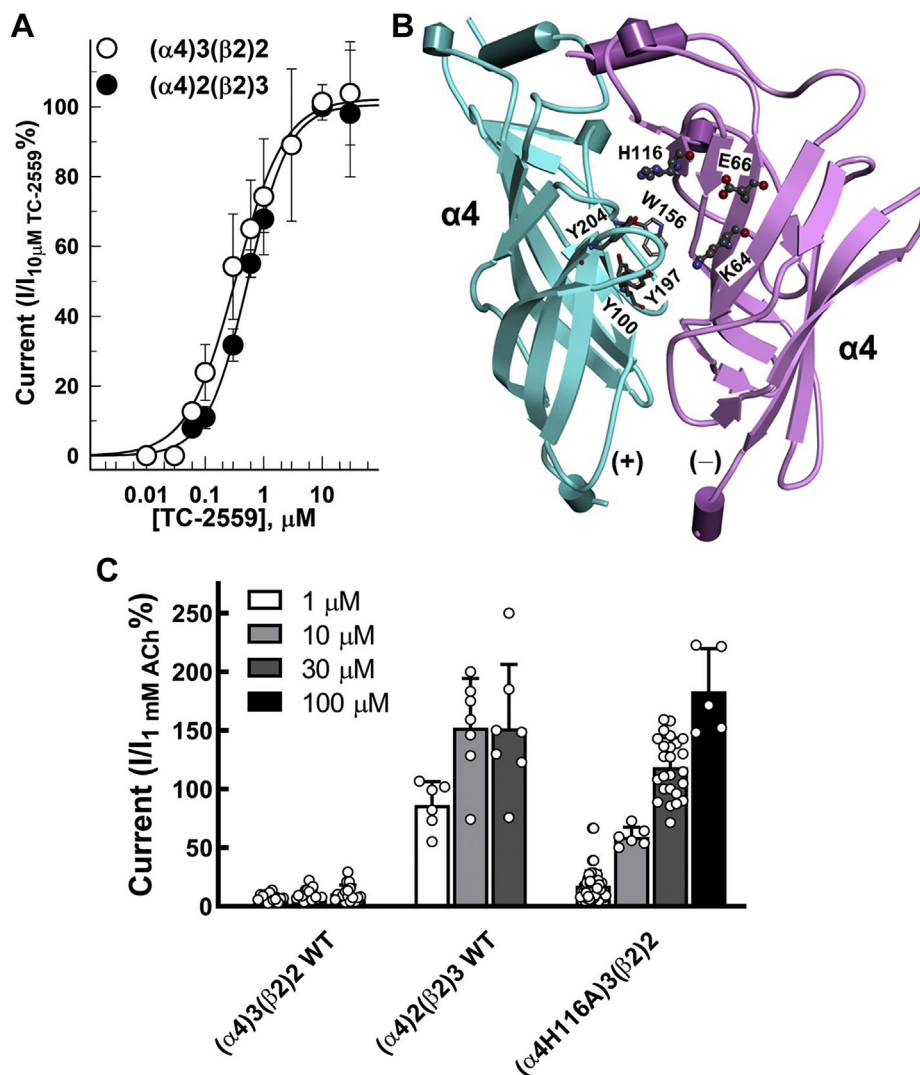 A
(α4)3(β2)2
(α4)2(β2)3
Current (I/I10μM TC-2559%)
100
80
60
40
20
0
0.01 0.1 1 10
[TC-2559], μM
B
α4
H116
E66
W156
Y204
K64
Y197
Y100
α4
(+)
(−)
C
Current (I/I1 mM ACh%)
250
200
150
100
50
0
1 μM
10 μM
30 μM
100 μM
(α4)3(β2)2 WT
(α4)2(β2)3 WT
(α4H116A)3(β2)2